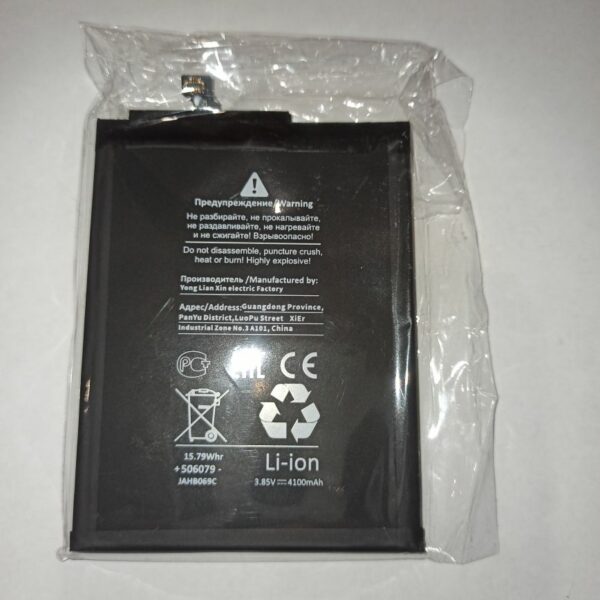 Предупреждение/Warning
Не разбирайте, не прокалывайте,
не раздавливайте, не нагревайте
и не сжигайте! Взрывоопасно!
Do not disassemble, puncture crush,
heat or burn! Highly explosive!
Производитель /Manufactured by:
Yong Lian Xin electric Factory
Адрес/Address: Guangdong Province,
PanYu District,LuoPu Street XiEr
Industrial Zone No.3 A101, China
EAC CE
15.79Whr
+506079-
JAHB069C
Li-ion
3.85V⎓4100mAh